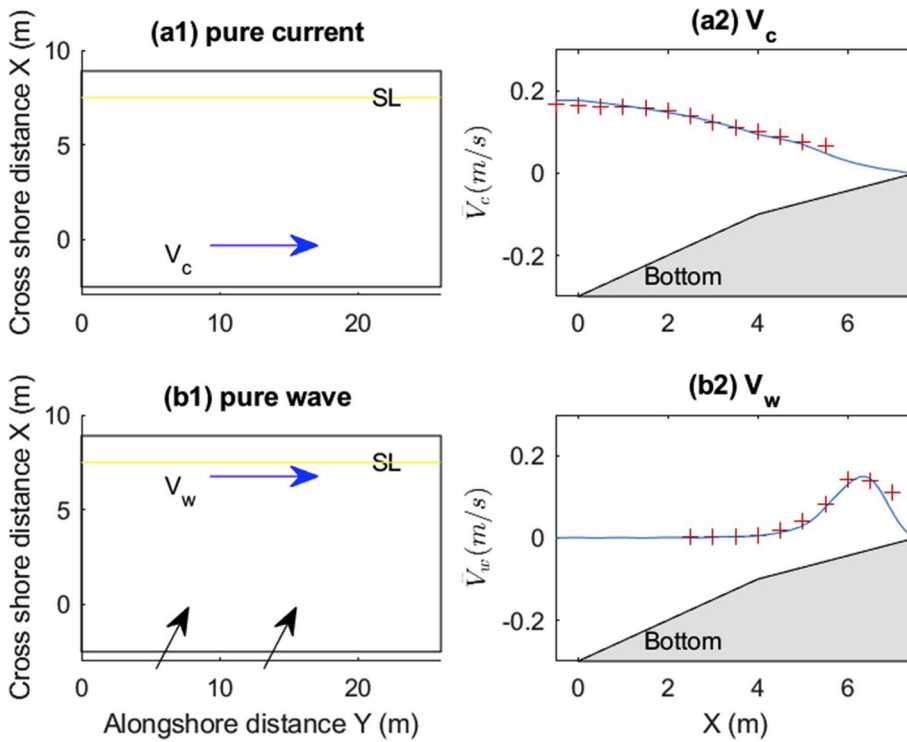 (a1) pure current
Cross shore distance X (m)
10
5
0
SL
V_c
0
10
20
(a2) V_c
V̄_c(m/s)
0.2
0
-0.2
Bottom
0
2
4
6
(b1) pure wave
Cross shore distance X (m)
10
5
0
SL
V_w
0
10
20
Alongshore distance Y (m)
(b2) V_w
V̄_w(m/s)
0.2
0
-0.2
Bottom
0
2
4
6
X (m)